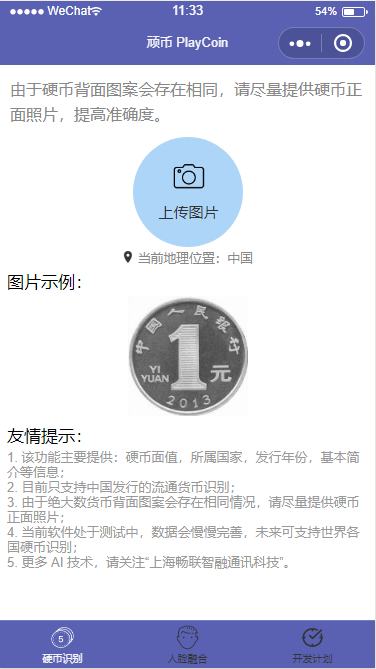 WeChat
11:33
54%
顽币 PlayCoin
由于硬币背面图案会存在相同，请尽量提供硬币正
面照片，提高准确度。
上传图片
当前地理位置：中国
图片示例：
中国人民银行
1
YI
YUAN
元
2013
友情提示：
1. 该功能主要提供：硬币面值，所属国家，发行年份，基本简
介等信息；
2. 目前只支持中国发行的流通货币识别；
3. 由于绝大数货币背面图案会存在相同情况，请尽量提供硬币
正面照片；
4. 当前软件处于测试中，数据会慢慢完善，未来可支持世界各
国硬币识别；
5. 更多 AI 技术，请关注“上海畅联智融通讯科技”。
5
硬币识别
人脸融合
开发计划